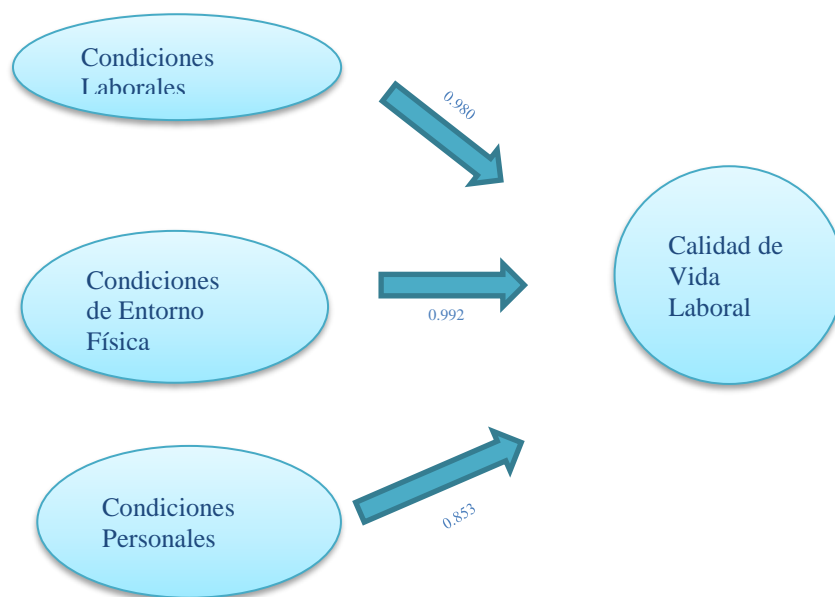 Condiciones
Laborales
0.980
Calidad de
Vida
Laboral
Condiciones
de Entorno
Física
0.992
Condiciones
Personales
0.853